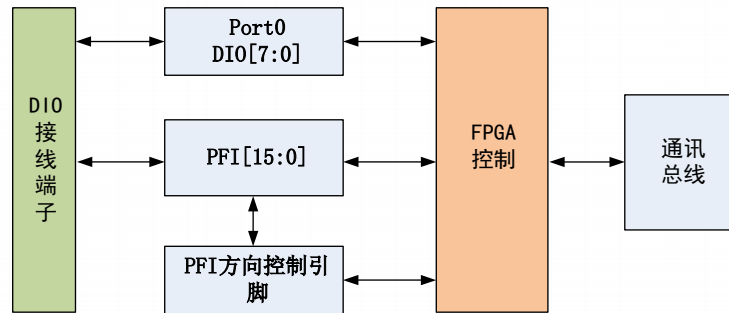 DIO
接
线
端
子
Port0
DIO[7:0]
PFI[15:0]
PFI方向控制引
脚
FPGA
控制
通讯
总线